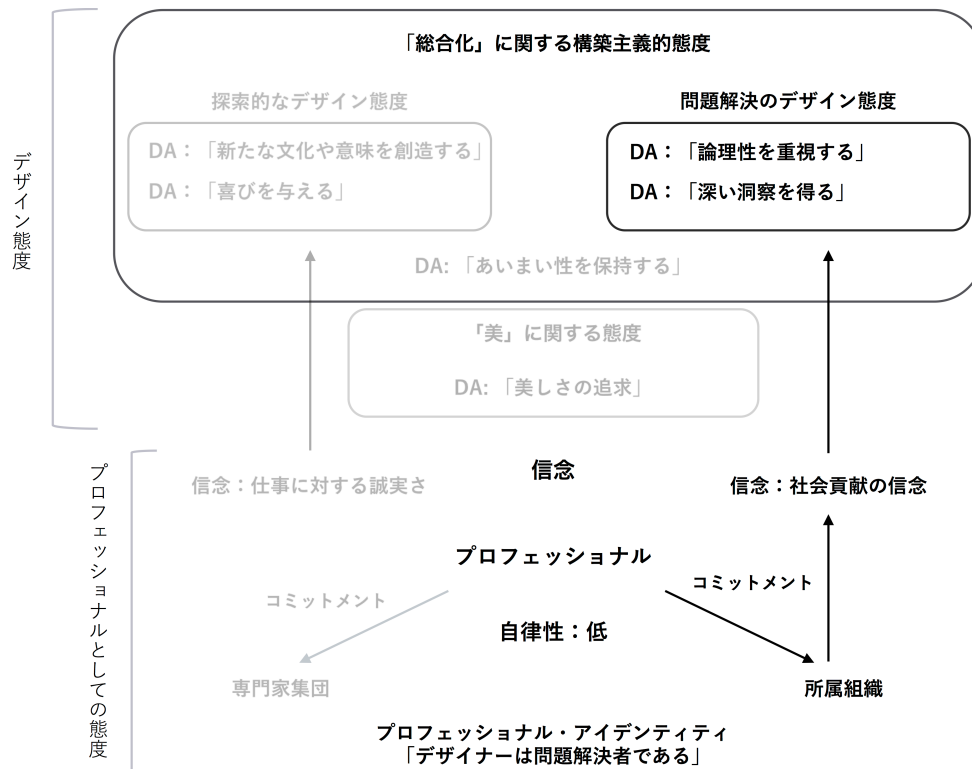 デザイン態度
「総合化」に関する構築主義的態度
探索的なデザイン態度
DA：「新たな文化や意味を創造する」
DA：「喜びを与える」
問題解決のデザイン態度
DA：「論理性を重視する」
DA：「深い洞察を得る」
DA:「あいまい性を保持する」
「美」に関する態度
DA:「美しさの追求」
プロフェッショナルとしての態度
信念
信念：仕事に対する誠実さ
信念：社会貢献の信念
プロフェッショナル
コミットメント
コミットメント
自律性：低
専門家集団
所属組織
プロフェッショナル・アイデンティティ
「デザイナーは問題解決者である」